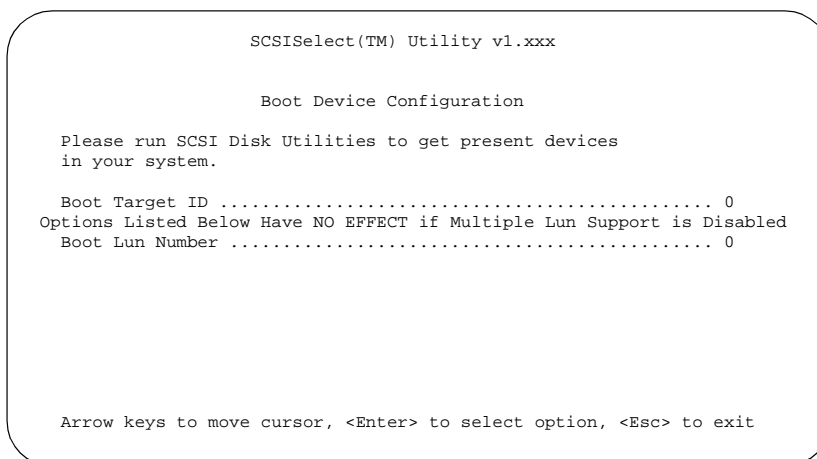 SCSISelect(TM) Utility v1.xxx
Boot Device Configuration
Please run SCSI Disk Utilities to get present devices
in your system.
Boot Target ID ............................................... 0
Options Listed Below Have NO EFFECT if Multiple Lun Support is Disabled
Boot Lun Number .............................................. 0
Arrow keys to move cursor, <Enter> to select option, <Esc> to exit